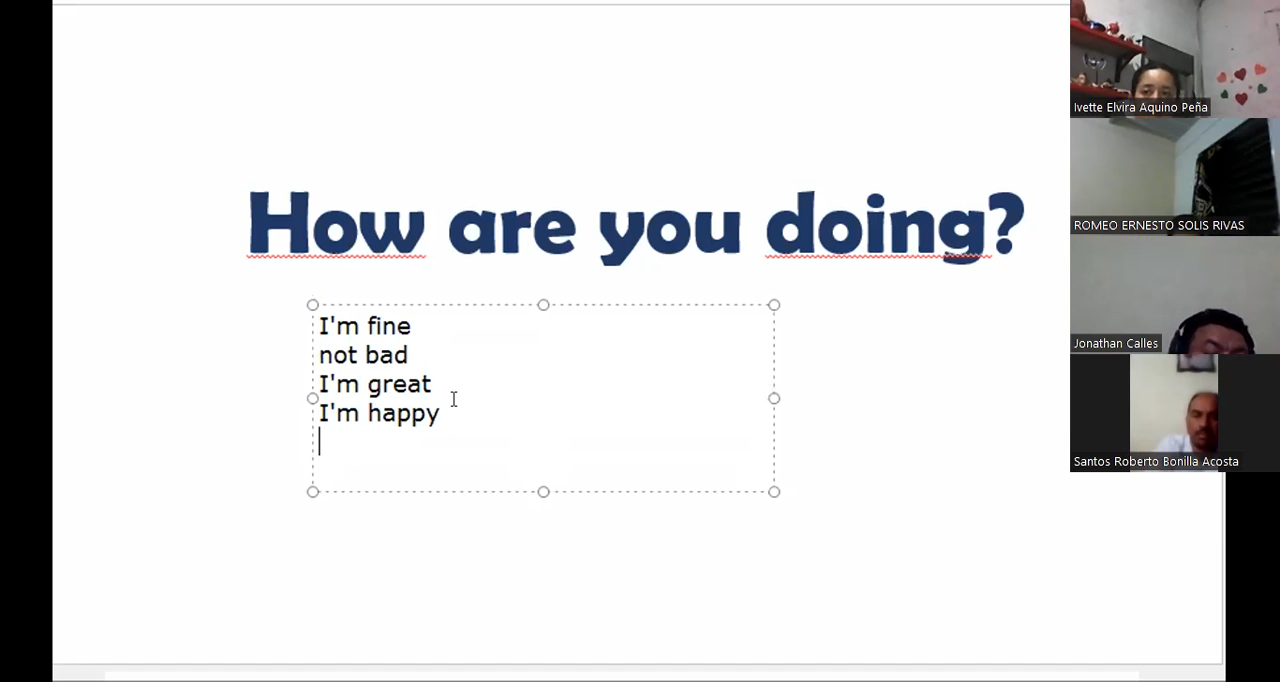 How are you doing?
I'm fine
not bad
I'm great
I'm happy
Ivette Elvira Aquino Peña
ROMEO ERNESTO SOLIS RIVAS
Jonathan Calles
Santos Roberto Bonilla Acosta